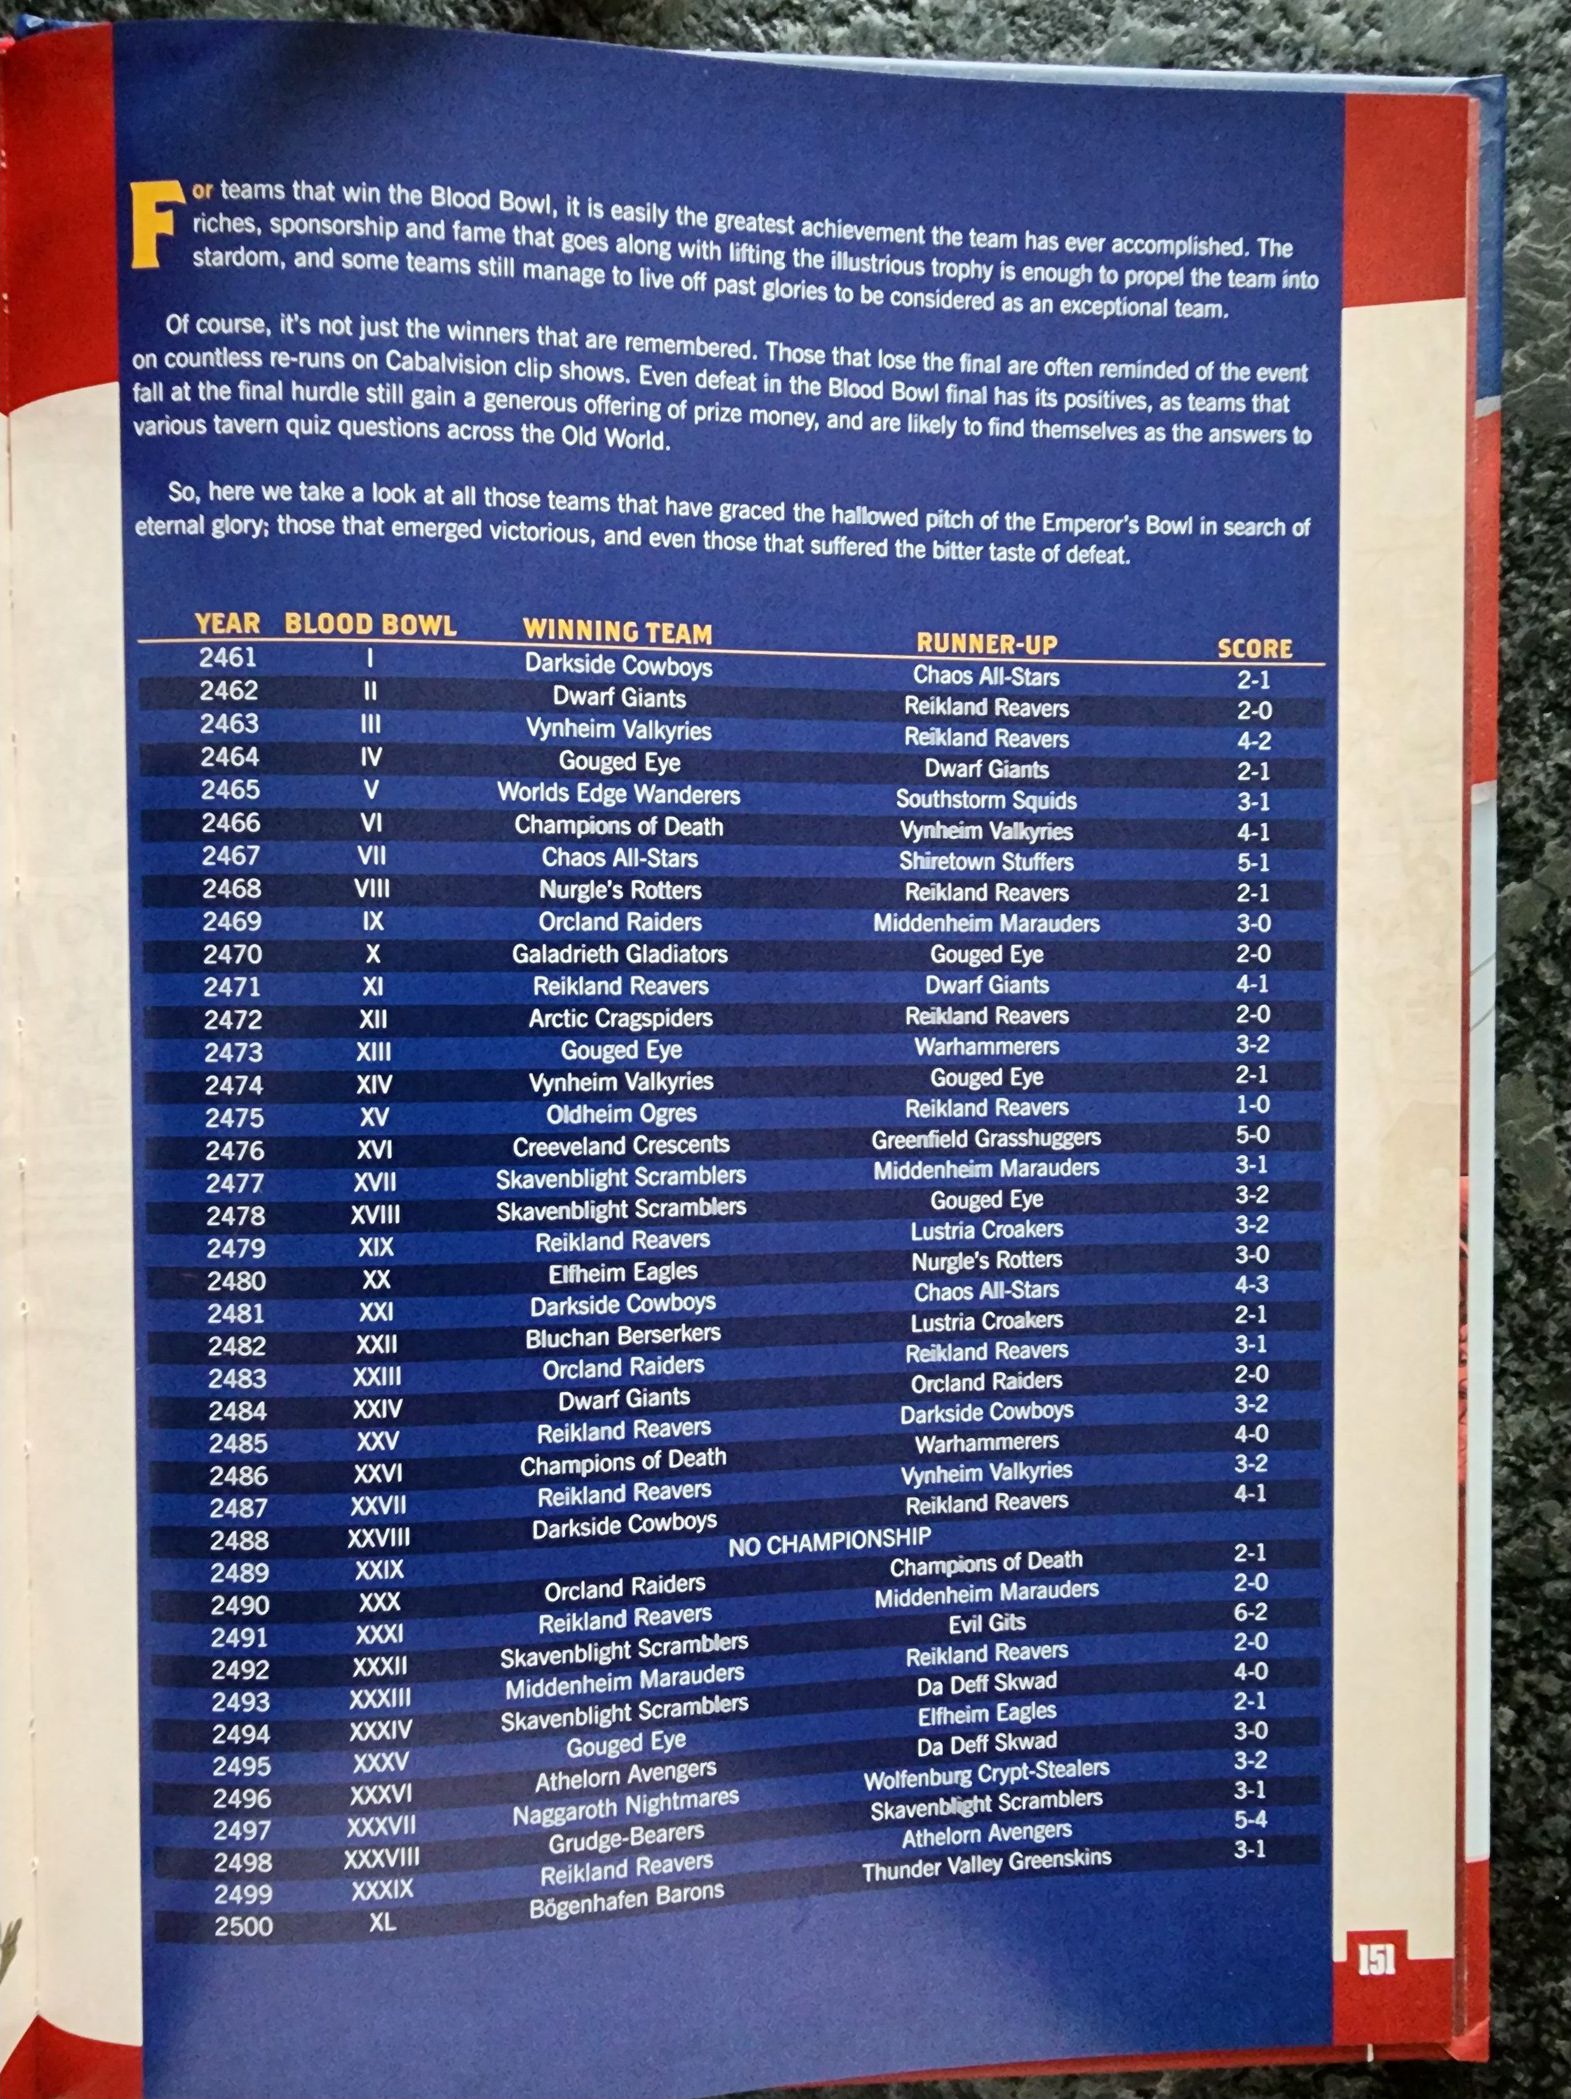 For teams that win the Blood Bowl, it is easily the greatest achievement the team has ever accomplished. The
riches, sponsorship and fame that goes along with lifting the illustrious trophy is enough to propel the team into
stardom, and some teams still manage to live off past glories to be considered as an exceptional team.
Of course, it's not just the winners that are remembered. Those that lose the final are often reminded of the event
on countless re-runs on Cabalvision clip shows. Even defeat in the Blood Bowl final has its positives, as teams that
fall at the final hurdle still gain a generous offering of prize money, and are likely to find themselves as the answers to
various tavern quiz questions across the Old World.
So, here we take a look at all those teams that have graced the hallowed pitch of the Emperor's Bowl in search of
eternal glory; those that emerged victorious, and even those that suffered the bitter taste of defeat.
YEAR BLOOD BOWL WINNING TEAM RUNNER-UP SCORE
2461 I Darkside Cowboys Chaos All-Stars 2-1
2462 II Dwarf Giants Reikland Reavers 2-0
2463 III Vynheim Valkyries Reikland Reavers 4-2
2464 IV Gouged Eye Dwarf Giants 2-1
2465 V Worlds Edge Wanderers Southstorm Squids 3-1
2466 VI Champions of Death Vynheim Valkyries 4-1
2467 VII Chaos All-Stars Shiretown Stuffers 5-1
2468 VIII Nurgle's Rotters Reikland Reavers 2-1
2469 IX Orcland Raiders Middenheim Marauders 3-0
2470 X Galadrieth Gladiators Gouged Eye 2-0
2471 XI Reikland Reavers Dwarf Giants 4-1
2472 XII Arctic Cragspiders Reikland Reavers 2-0
2473 XIII Gouged Eye Warhammerers 3-2
2474 XIV Vynheim Valkyries Gouged Eye 2-1
2475 XV Oldheim Ogres Reikland Reavers 1-0
2476 XVI Creeveland Crescents Greenfield Grasshuggers 5-0
2477 XVII Skavenblight Scramblers Middenheim Marauders 3-1
2478 XVIII Skavenblight Scramblers Gouged Eye 3-2
2479 XIX Reikland Reavers Lustria Croakers 3-2
2480 XX Elfheim Eagles Nurgle's Rotters 3-0
2481 XXI Darkside Cowboys Chaos All-Stars 4-3
2482 XXII Bluchan Berserkers Lustria Croakers 2-1
2483 XXIII Orcland Raiders Reikland Reavers 3-1
2484 XXIV Dwarf Giants Orcland Raiders 2-0
2485 XXV Reikland Reavers Darkside Cowboys 3-2
2486 XXVI Champions of Death Warhammerers 4-0
2487 XXVII Reikland Reavers Vynheim Valkyries 3-2
2488 XXVIII Darkside Cowboys Reikland Reavers 4-1
2489 XXIX NO CHAMPIONSHIP
2490 XXX Orcland Raiders Champions of Death 2-1
2491 XXXI Reikland Reavers Middenheim Marauders 2-0
2492 XXXII Skavenblight Scramblers Evil Gits 6-2
2493 XXXIII Middenheim Marauders Reikland Reavers 2-0
2494 XXXIV Skavenblight Scramblers Da Deff Skwad 4-0
2495 XXXV Gouged Eye Elfheim Eagles 2-1
2496 XXXVI Athelorn Avengers Da Deff Skwad 3-0
2497 XXXVII Naggaroth Nightmares Wolfenburg Crypt-Stealers 3-2
2498 XXXVIII Grudge-Bearers Skavenblight Scramblers 3-1
2499 XXXIX Reikland Reavers Athelorn Avengers 5-4
2500 XL Bögenhafen Barons Thunder Valley Greenskins 3-1
151